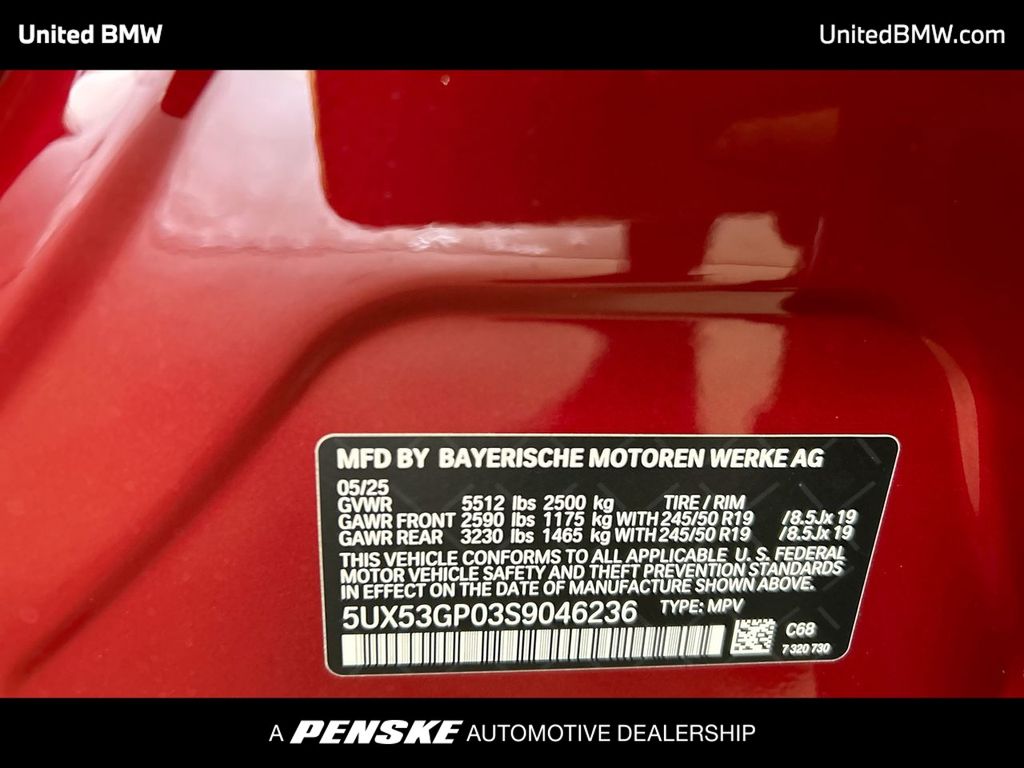 United BMW
UnitedBMW.com
MFD BY BAYERISCHE MOTOREN WERKE AG
05/25
GVWR 5512 lbs 2500 kg TIRE / RIM
GAWR FRONT 2590 lbs 1175 kg WITH 245/50 R19 /8.5Jx 19
GAWR REAR 3230 lbs 1465 kg WITH 245/50 R19 /8.5Jx 19
THIS VEHICLE CONFORMS TO ALL APPLICABLE U. S. FEDERAL
MOTOR VEHICLE SAFETY AND THEFT PREVENTION STANDARDS
IN EFFECT ON THE DATE OF MANUFACTURE SHOWN ABOVE.
5UX53GP03S9046236 TYPE: MPV
C68
7 320 730
A PENSKE AUTOMOTIVE DEALERSHIP